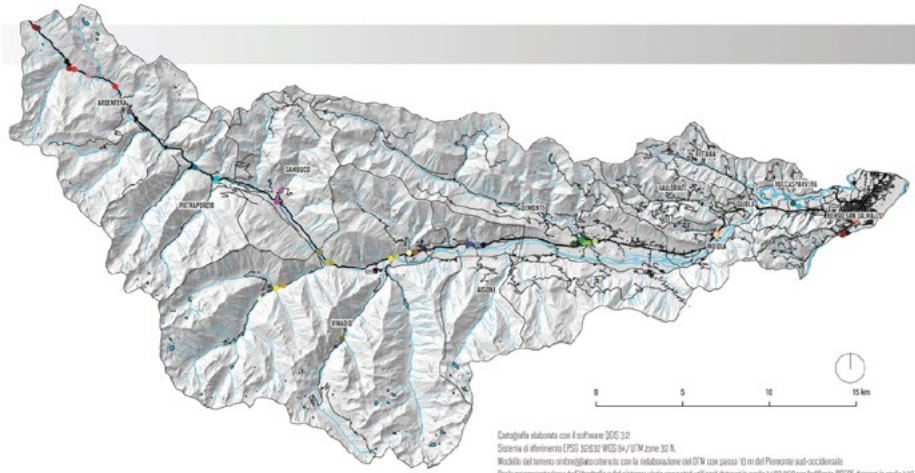 ARGENTERA
SAMBUCO
PIETRAPORZIO
VINADIO
AISONE
DEMONTE
MOIOLA
GAIOLA
RITTANA
ROCCASPARVERA
BORGO SAN DALMAZZO
0 5 10 15 km
Cartografia elaborata con il software QGIS 3.2
Sistema di riferimento EPSG 32632 WGS 84/ UTM zone 32 N.
Modello del terreno ombreggiato ottenuto con la rielaborazione del DTM con passo 10 m del Piemonte sud-occidentale.